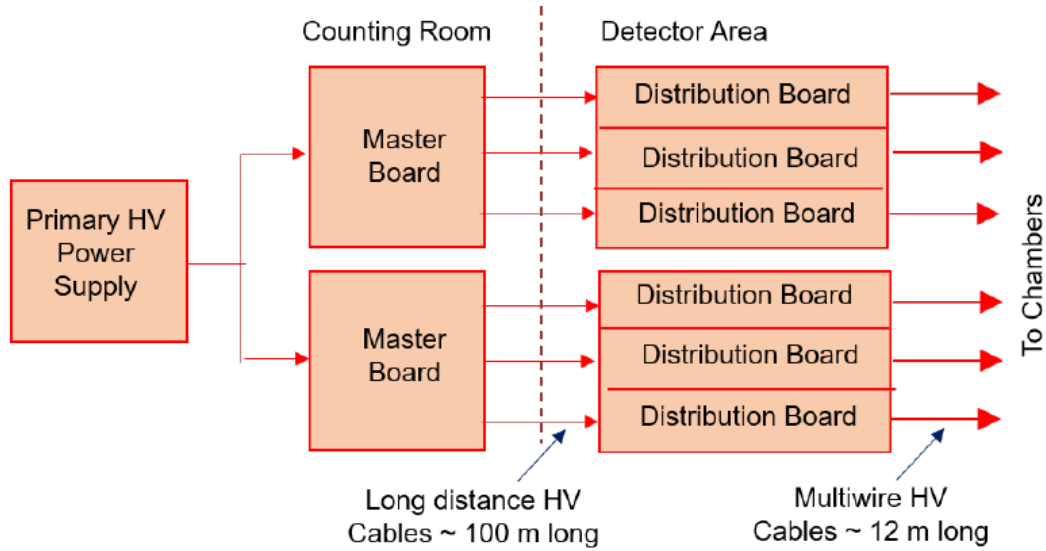 Counting Room
Detector Area
Primary HV
Power
Supply
Master
Board
Distribution Board
Distribution Board
Distribution Board
Master
Board
Distribution Board
Distribution Board
Distribution Board
To Chambers
Long distance HV
Cables ~ 100 m long
Multiwire HV
Cables ~ 12 m long